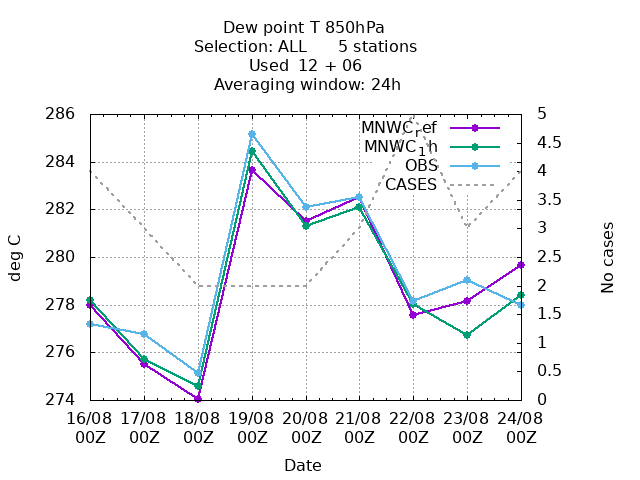 Dew point T 850hPa
Selection: ALL      5 stations
Used  12 + 06
Averaging window: 24h
286
284
282
280
278
276
274
deg C
5
4.5
4
3.5
3
2.5
2
1.5
1
0.5
0
No cases
MNWC_ref
MNWC_1h
OBS
CASES
16/08 17/08 18/08 19/08 20/08 21/08 22/08 23/08 24/08
00Z 00Z 00Z 00Z 00Z 00Z 00Z 00Z 00Z
Date